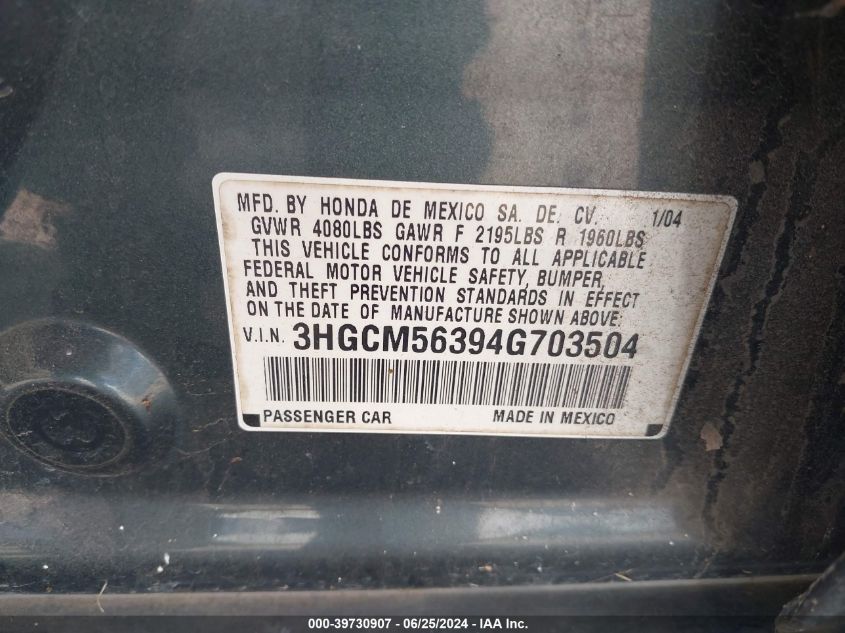 MFD. BY HONDA DE MEXICO SA. DE. CV. 1/04
GVWR 4080LBS GAWR F 2195LBS R 1960LBS
THIS VEHICLE CONFORMS TO ALL APPLICABLE
FEDERAL MOTOR VEHICLE SAFETY, BUMPER,
AND THEFT PREVENTION STANDARDS IN EFFECT
ON THE DATE OF MANUFACTURE SHOWN ABOVE:
V.I.N. 3HGCM56394G703504
PASSENGER CAR MADE IN MEXICO
000-39730907 - 06/25/2024 - IAA Inc.